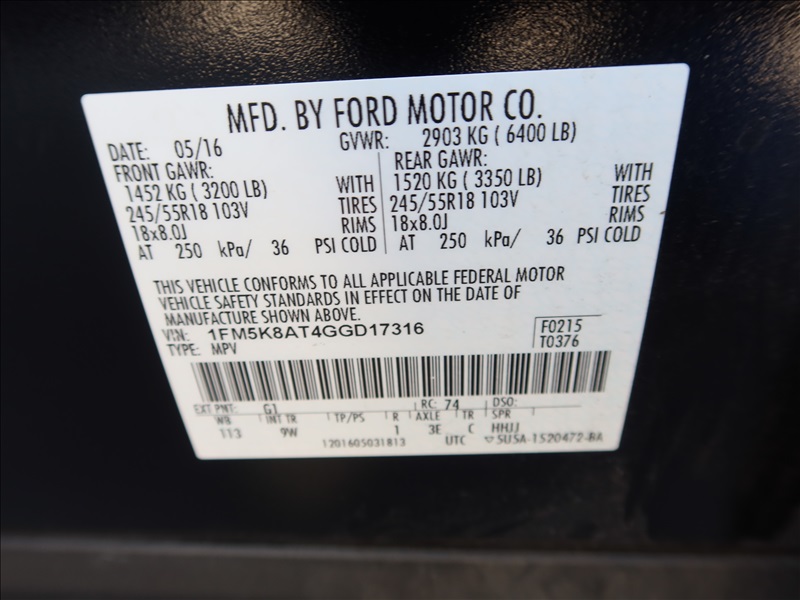 MFD. BY FORD MOTOR CO.
DATE: 05/16 GVWR: 2903 KG ( 6400 LB)
FRONT GAWR: REAR GAWR:
1452 KG ( 3200 LB) WITH 1520 KG ( 3350 LB) WITH
245/55R18 103V TIRES 245/55R18 103V TIRES
18x8.0J RIMS 18x8.0J RIMS
AT 250 kPa/ 36 PSI COLD AT 250 kPa/ 36 PSI COLD
THIS VEHICLE CONFORMS TO ALL APPLICABLE FEDERAL MOTOR
VEHICLE SAFETY STANDARDS IN EFFECT ON THE DATE OF
MANUFACTURE SHOWN ABOVE.
VIN: 1FM5K8AT4GGD17316 F0215
TYPE: MPV T0376
EXT PNT: G1 RC: 74 DSO:
WB INT TR TP/PS R AXLE TR SPR
113 9W 1 3E C HHJJ
1201605031813 UTC 5USA-1520472-BA